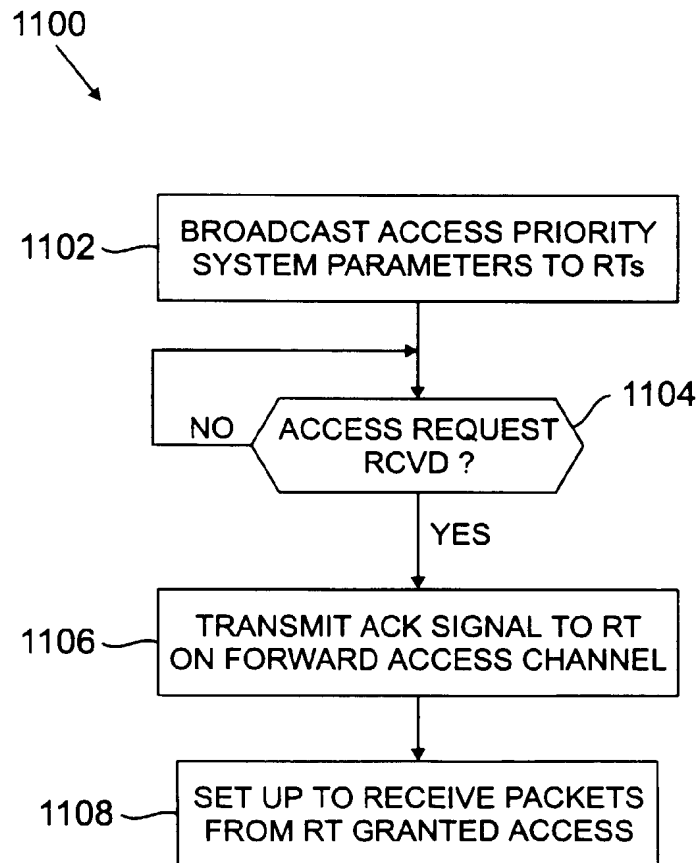 1100
1102
BROADCAST ACCESS PRIORITY
SYSTEM PARAMETERS TO RTs
1104
NO
ACCESS REQUEST
RCVD ?
YES
1106
TRANSMIT ACK SIGNAL TO RT
ON FORWARD ACCESS CHANNEL
1108
SET UP TO RECEIVE PACKETS
FROM RT GRANTED ACCESS